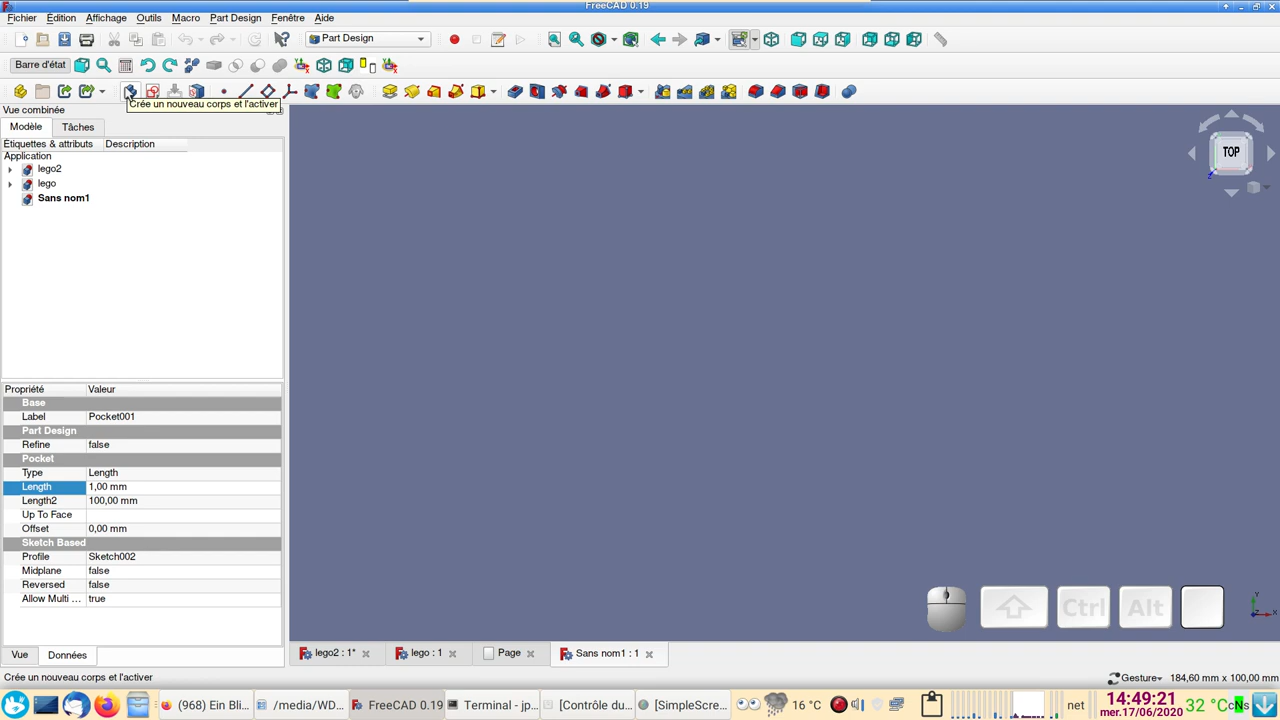 FreeCAD 0.19
Fichier Édition Affichage Outils Macro Part Design Fenêtre Aide
Part Design
Barre d'état
Crée un nouveau corps et l'activer
Vue combinée
Modèle Tâches
Étiquettes & attributs Description
Application
lego2
lego
Sans nom1
TOP
Propriété Valeur
Base
Label Pocket001
Part Design
Refine false
Pocket
Type Length
Length 1,00 mm
Length2 100,00 mm
Up To Face
Offset 0,00 mm
Sketch Based
Profile Sketch002
Midplane false
Reversed false
Allow Multi ... true
Ctrl Alt
Y
X
Z
lego2 : 1* lego : 1 Page Sans nom1 : 1
Vue Données
Crée un nouveau corps et l'activer
Gesture 184,60 mm x 100,00 mm
(968) Ein Bli... /media/WD... FreeCAD 0.19 Terminal - jp... [Contrôle du... [SimpleScre... 16 °C net 14:49:21 32 °C
mer.17/06/2020